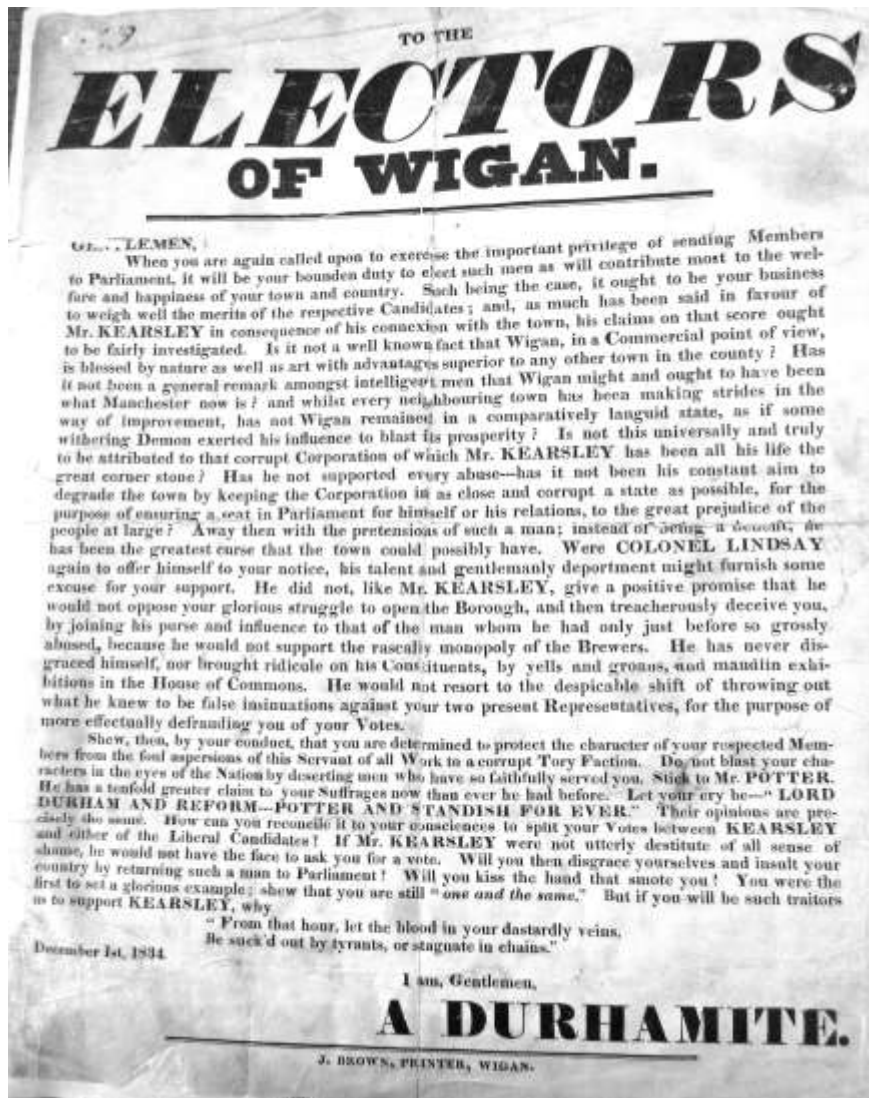 TO THE
ELECTORS
OF WIGAN.
LEMEN,
When you are again called upon to exercise the important privilege of sending Members
to Parliament, it will be your bounden duty to elect such men as will contribute most to the wel-
fare and happiness of your town and country. Such being the case, it ought to be your business
to weigh well the merits of the respective Candidates; and, as much has been said in favour of
Mr. KEARSLEY in consequence of his connexion with the town, his claims on that score ought
to be fairly investigated. Is it not a well known fact that Wigan, in a Commercial point of view,
is blessed by nature as well as art with advantages superior to any other town in the county? Has
it not been a general remark amongst intelligent men that Wigan might and ought to have been
what Manchester now is? and whilst every neighbouring town has been making strides in the
way of improvement, has not Wigan remained in a comparatively languid state, as if some
withering Demon exerted his influence to blast its prosperity? Is not this universally and truly
to be attributed to that corrupt Corporation of which Mr. KEARSLEY has been all his life the
great corner stone? Has he not supported every abuse—has it not been his constant aim to
degrade the town by keeping the Corporation in as close and corrupt a state as possible, for the
purpose of ensuring a seat in Parliament for himself or his relations, to the great prejudice of the
people at large? Away then with the pretensions of such a man; instead of being a benefit, he
has been the greatest curse that the town could possibly have. Were COLONEL LINDSAY
again to offer himself to your notice, his talent and gentlemanly deportment might furnish some
excuse for your support. He did not, like Mr. KEARSLEY, give a positive promise that he
would not oppose your glorious struggle to open the Borough, and then treacherously deceive you,
by joining his purse and influence to that of the man whom he had only just before so grossly
abused, because he would not support the rascally monopoly of the Brewers. He has never dis-
graced himself, nor brought ridicule on his Constituents, by yells and groans, and maudlin exhi-
bitions in the House of Commons. He would not resort to the despicable shift of throwing out
what he knew to be false insinuations against your two present Representatives, for the purpose of
more effectually defrauding you of your Votes.
Shew, then, by your conduct, that you are determined to protect the character of your respected Mem-
bers from the foul aspersions of this Servant of all Work to a corrupt Tory Faction. Do not blast your cha-
racters in the eyes of the Nation by deserting men who have so faithfully served you. Stick to Mr. POTTER.
He has a tenfold greater claim to your Suffrages now than ever he had before. Let your cry be—"LORD
DURHAM AND REFORM—POTTER AND STANDISH FOR EVER." Their opinions are pre-
cisely the same. How can you reconcile it to your consciences to split your Votes between KEARSLEY
and either of the Liberal Candidates? If Mr. KEARSLEY were not utterly destitute of all sense of
shame, he would not have the face to ask you for a vote. Will you then disgrace yourselves and insult your
country by returning such a man to Parliament! Will you kiss the hand that smote you! You were the
first to set a glorious example; shew that you are still "one and the same." But if you will be such traitors
as to support KEARSLEY, why
"From that hour, let the blood in your dastardly veins,
Be suck'd out by tyrants, or stagnate in chains."
December 1st, 1834.
I am, Gentlemen,
A DURHAMITE.
J. BROWN, PRINTER, WIGAN.